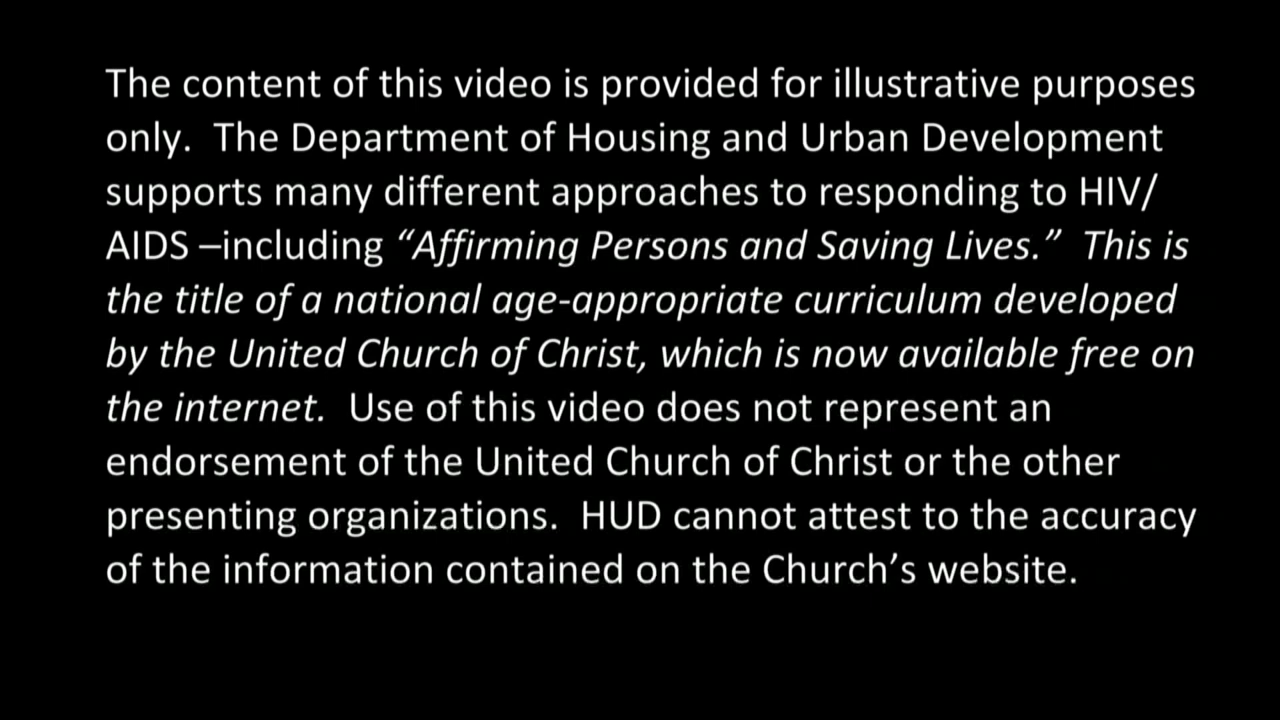 The content of this video is provided for illustrative purposes
only.  The Department of Housing and Urban Development
supports many different approaches to responding to HIV/
AIDS –including “Affirming Persons and Saving Lives.”  This is
the title of a national age-appropriate curriculum developed
by the United Church of Christ, which is now available free on
the internet.  Use of this video does not represent an
endorsement of the United Church of Christ or the other
presenting organizations.  HUD cannot attest to the accuracy
of the information contained on the Church’s website.